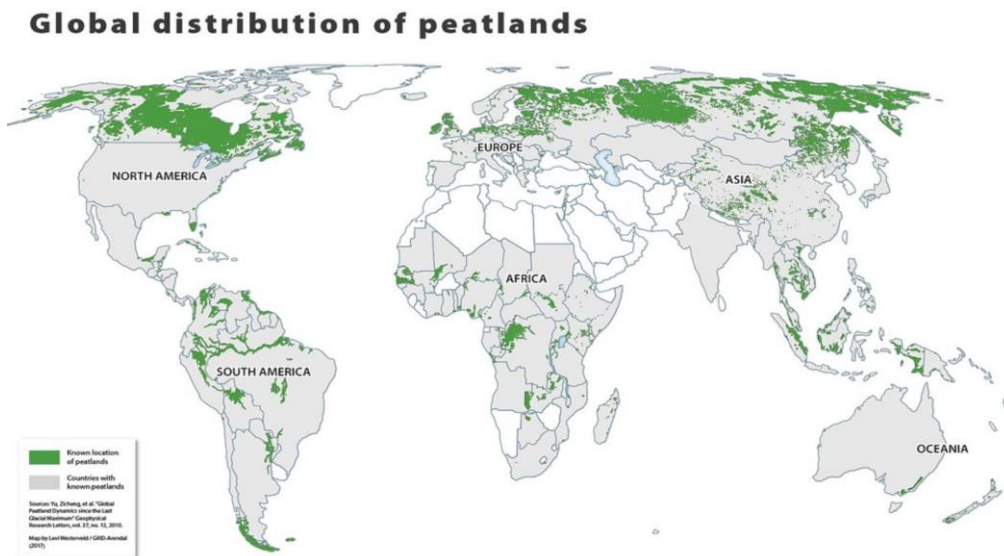 Global distribution of peatlands
NORTH AMERICA
EUROPE
ASIA
AFRICA
SOUTH AMERICA
OCEANIA
Known location
of peatlands
Countries with
known peatlands
Sources: Yu, Zicheng, et al. "Global
Peatland Dynamics since the Last
Glacial Maximum" Geophysical
Research Letters, vol. 37, no. 13, 2010.
Map by Levi Westerveld / GRID-Arendal
(2017)